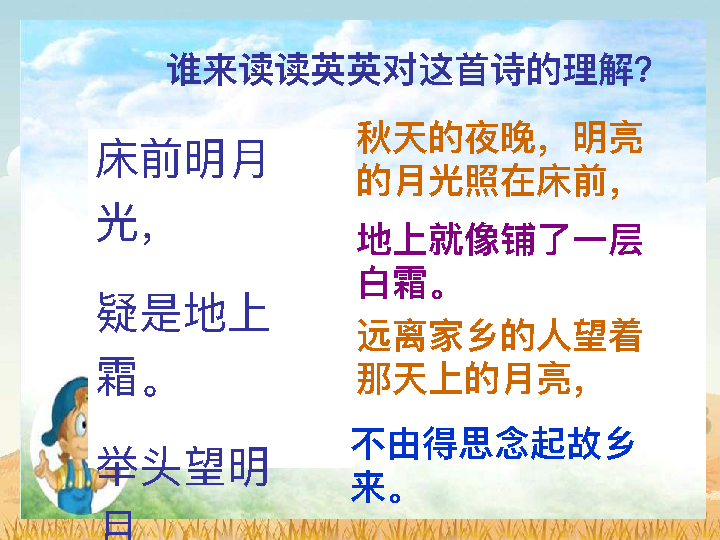 谁来读读英英对这首诗的理解?
床前明月
光，
疑是地上
霜。
举头望明
秋天的夜晚，明亮
的月光照在床前，
地上就像铺了一层
白霜。
远离家乡的人望着
那天上的月亮，
不由得思念起故乡
来。